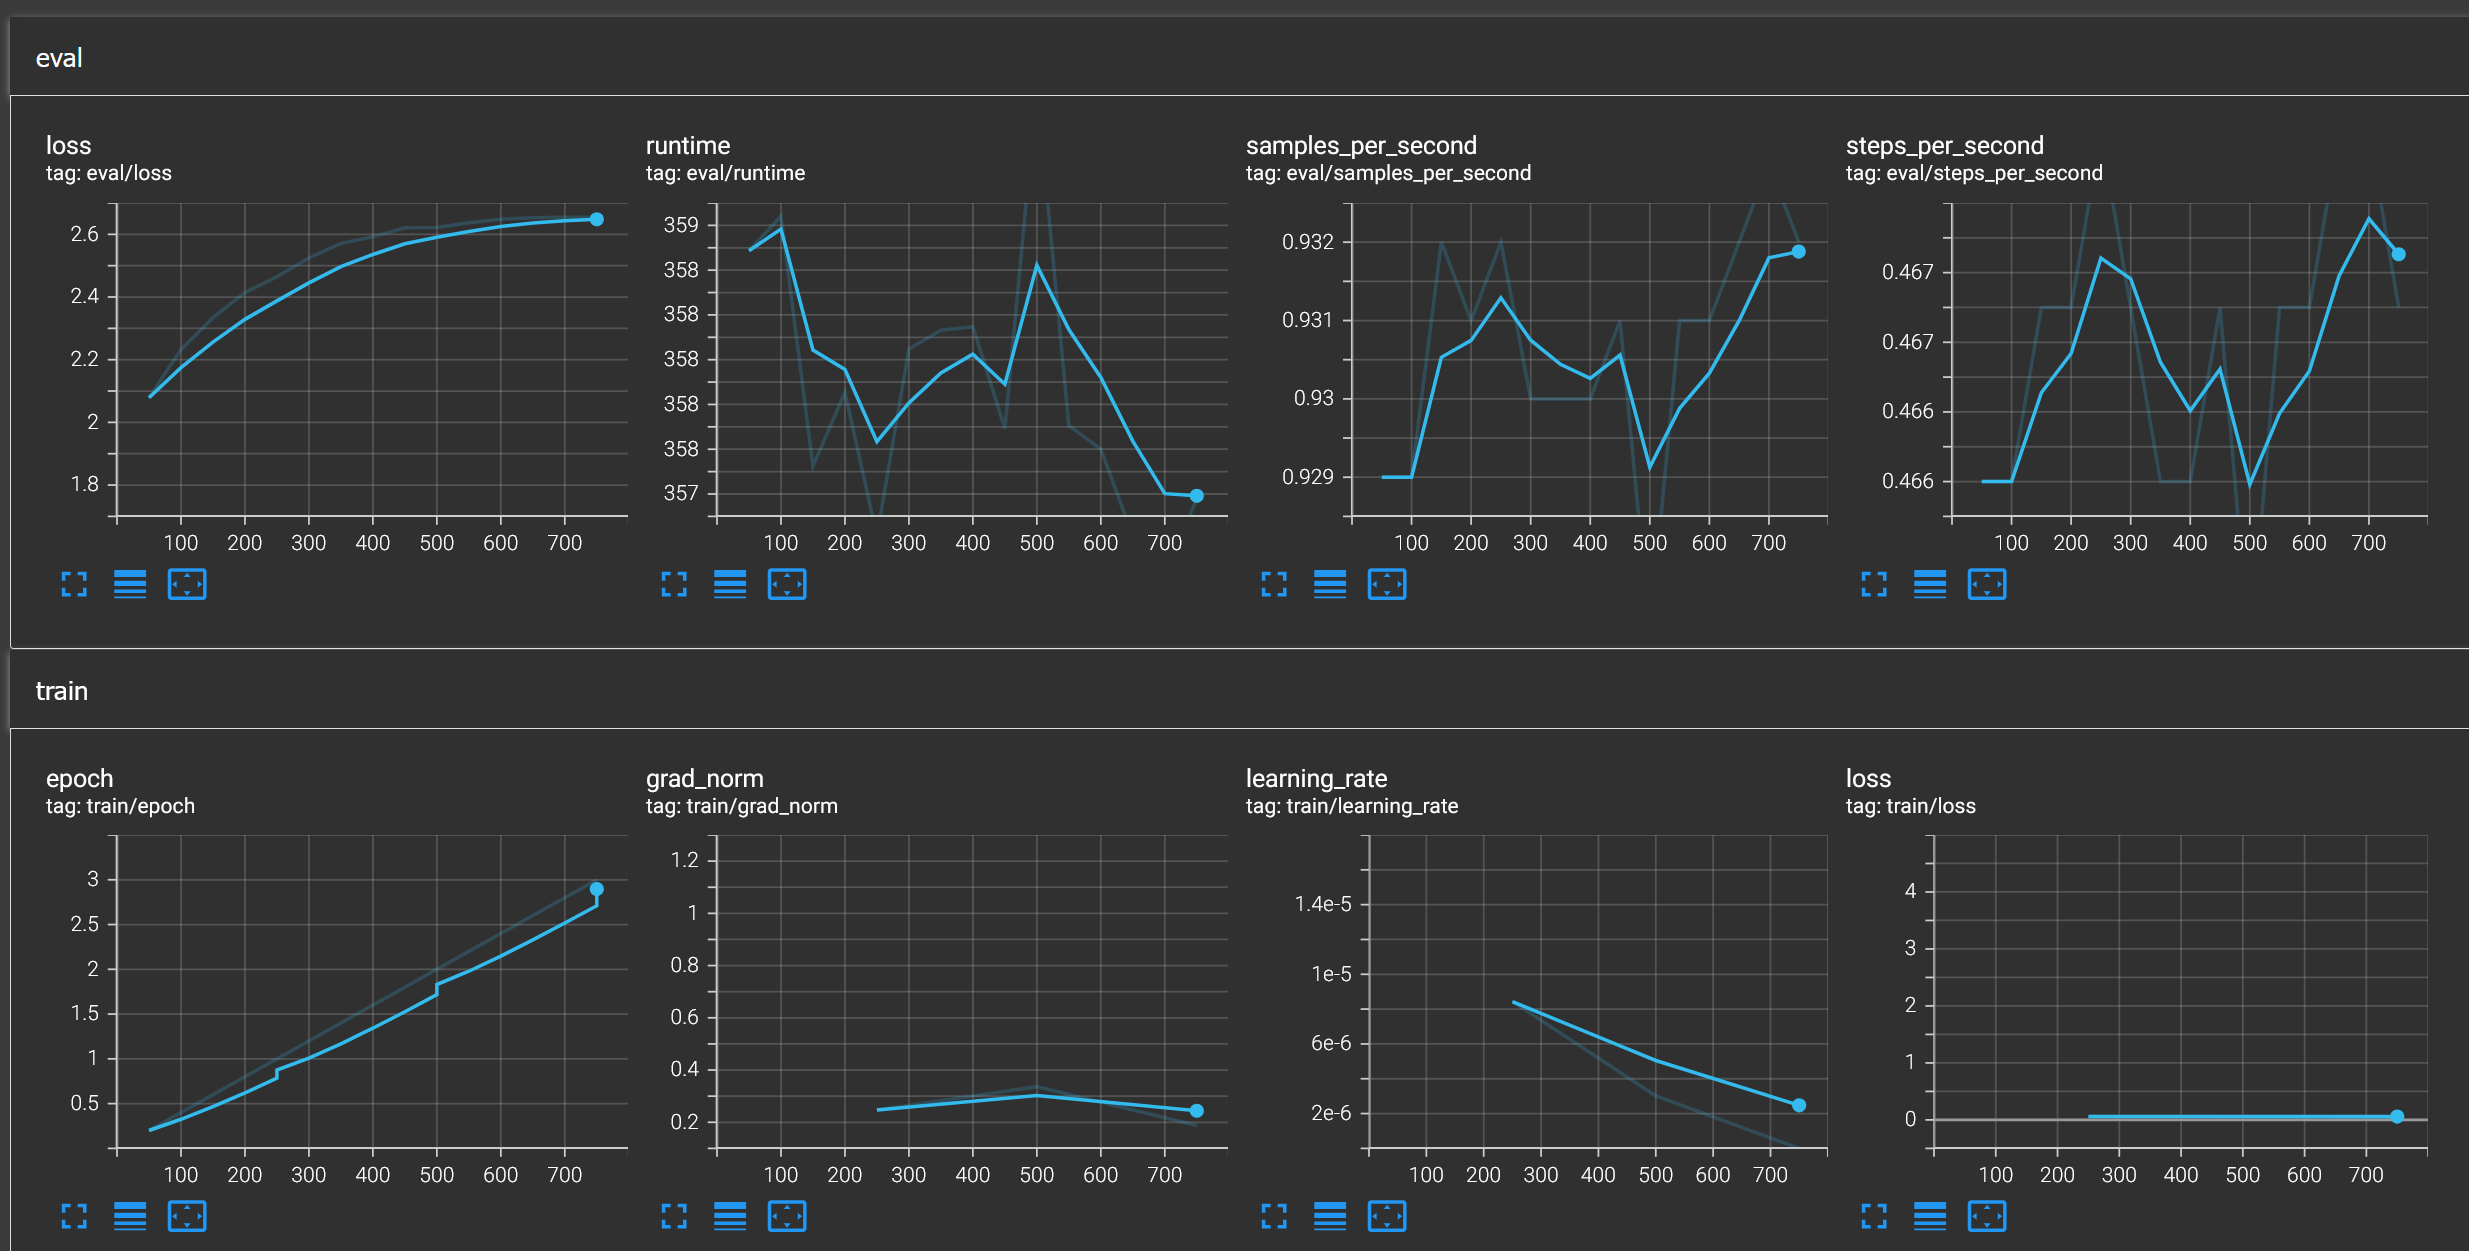 eval
loss
tag: eval/loss
2.6
2.4
2.2
2
1.8
100 200 300 400 500 600 700
runtime
tag: eval/runtime
359
358
358
358
358
358
357
100 200 300 400 500 600 700
samples_per_second
tag: eval/samples_per_second
0.932
0.931
0.93
0.929
100 200 300 400 500 600 700
steps_per_second
tag: eval/steps_per_second
0.467
0.467
0.466
0.466
100 200 300 400 500 600 700
train
epoch
tag: train/epoch
3
2.5
2
1.5
1
0.5
100 200 300 400 500 600 700
grad_norm
tag: train/grad_norm
1.2
1
0.8
0.6
0.4
0.2
100 200 300 400 500 600 700
learning_rate
tag: train/learning_rate
1.4e-5
1e-5
6e-6
2e-6
100 200 300 400 500 600 700
loss
tag: train/loss
4
3
2
1
0
100 200 300 400 500 600 700